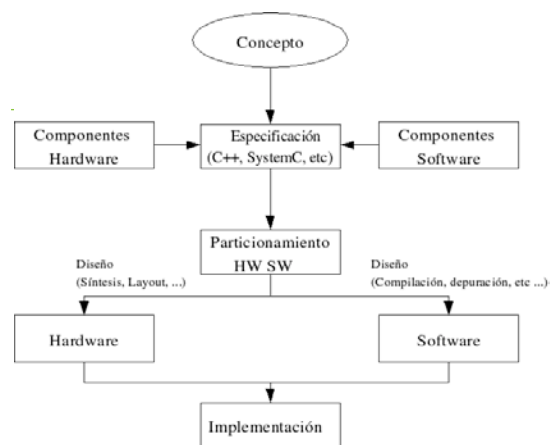 Concepto
Componentes
Hardware
Especificación
(C++, SystemC, etc)
Componentes
Software
Particionamiento
HW SW
Diseño
(Síntesis, Layout, ...)
Diseño
(Compilación, depuración, etc ...)
Hardware
Software
Implementación